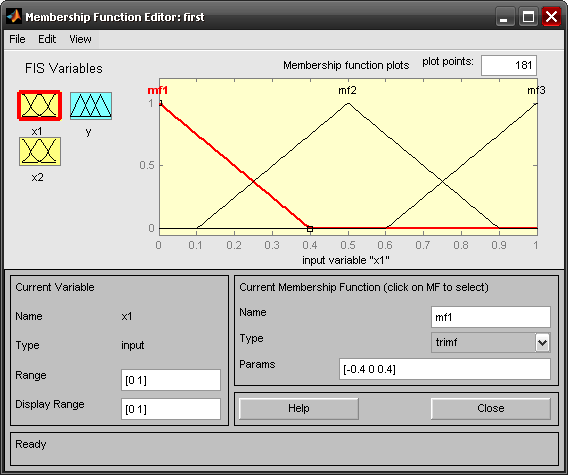 Membership Function Editor: first
File Edit View
FIS Variables
Membership function plots plot points: 181
mf1 mf2 mf3
x1 y
x2
1
0.5
0
0 0.1 0.2 0.3 0.4 0.5 0.6 0.7 0.8 0.9 1
input variable "x1"
Current Variable
Name x1
Type input
Range [0 1]
Display Range [0 1]
Current Membership Function (click on MF to select)
Name mf1
Type trimf
Params [-0.4 0 0.4]
Help Close
Ready